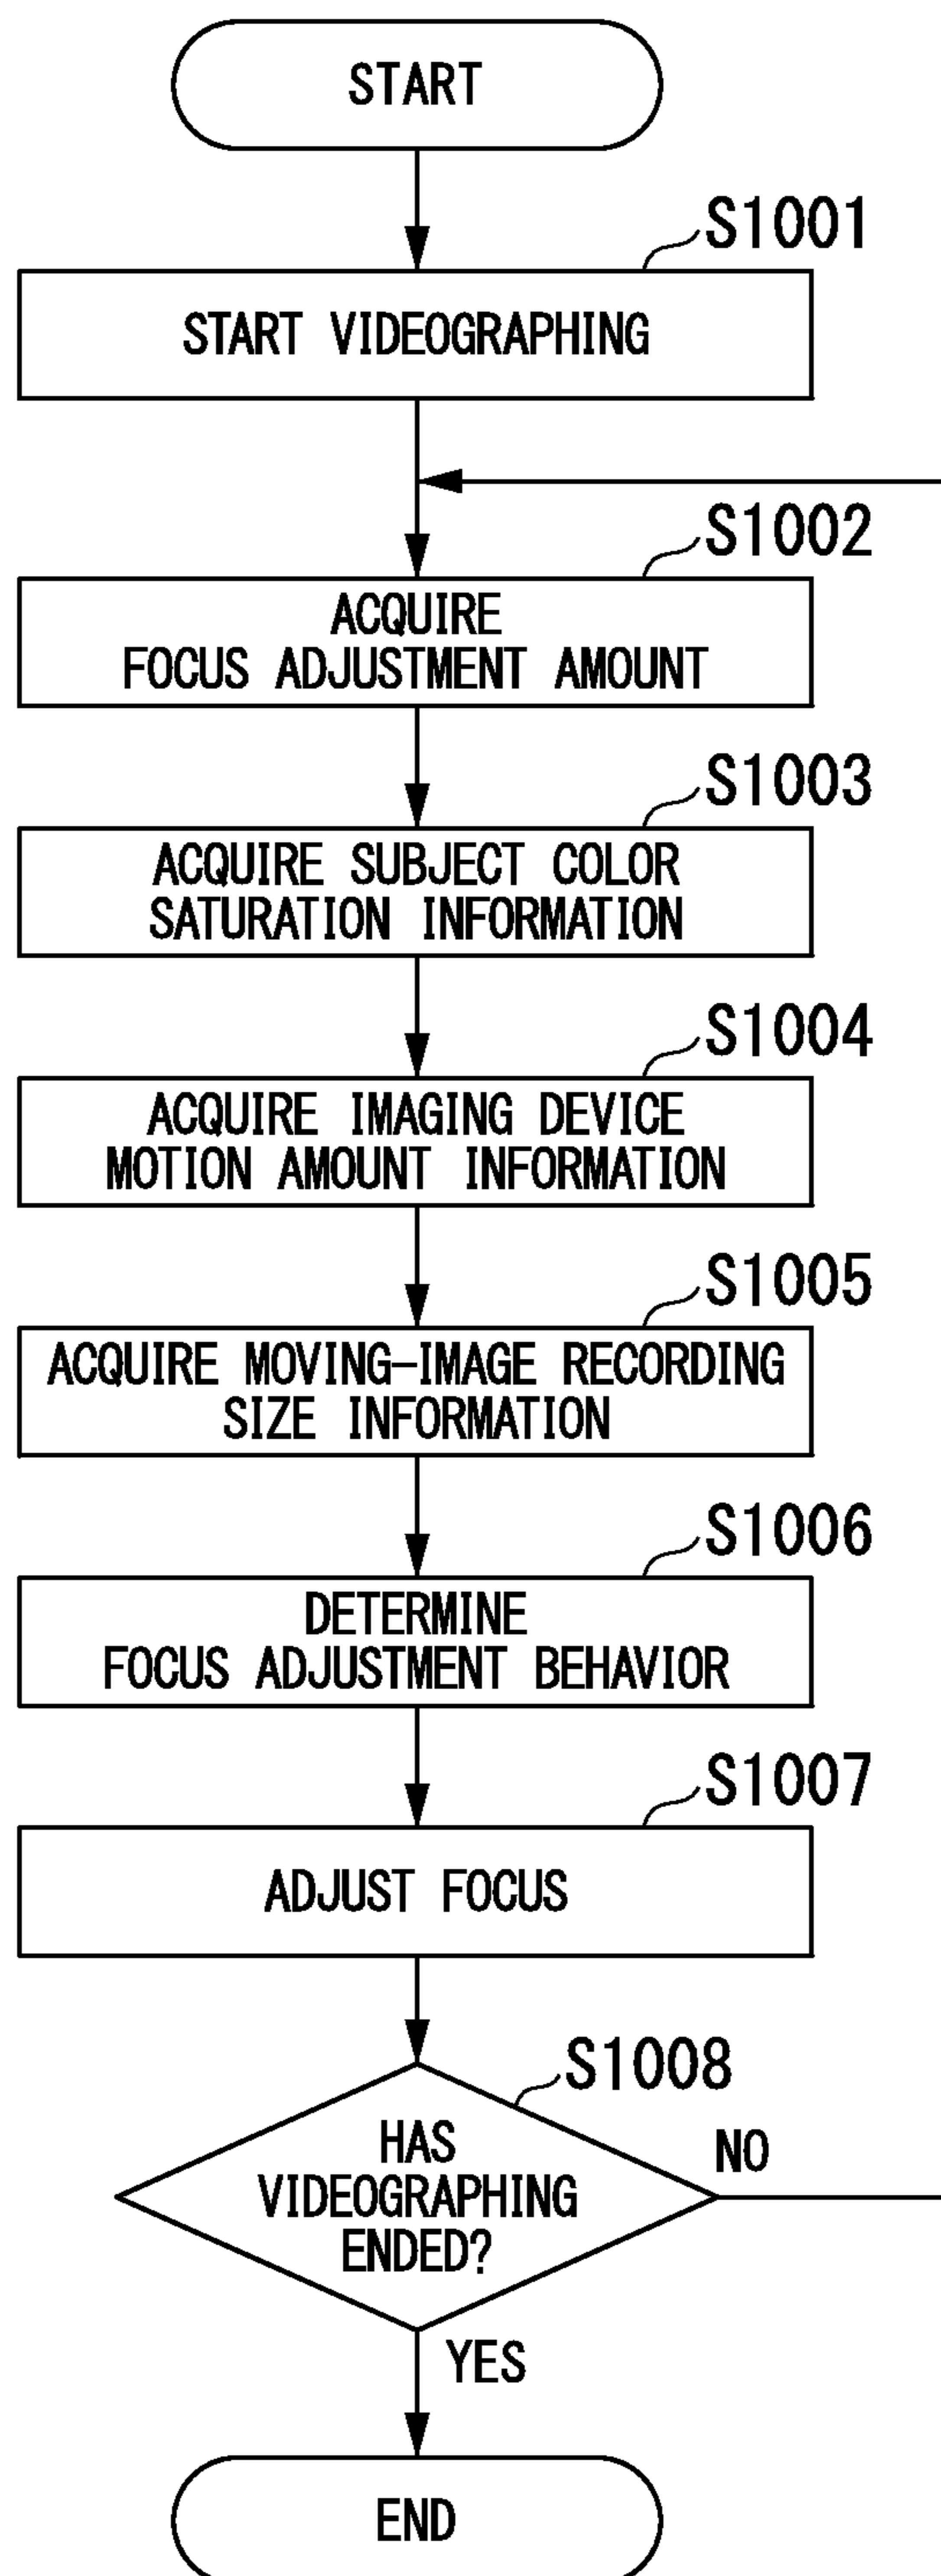 START
S1001
START VIDEOGRAPHING
S1002
ACQUIRE
FOCUS ADJUSTMENT AMOUNT
S1003
ACQUIRE SUBJECT COLOR
SATURATION INFORMATION
S1004
ACQUIRE IMAGING DEVICE
MOTION AMOUNT INFORMATION
S1005
ACQUIRE MOVING-IMAGE RECORDING
SIZE INFORMATION
S1006
DETERMINE
FOCUS ADJUSTMENT BEHAVIOR
S1007
ADJUST FOCUS
S1008
HAS
VIDEOGRAPHING
ENDED?
NO
YES
END